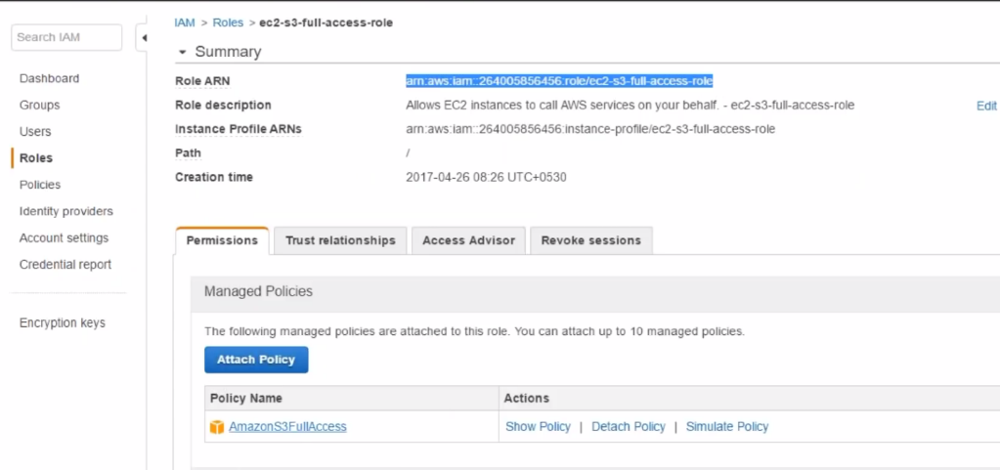 IAM > Roles > ec2-s3-full-access-role
Search IAM
Summary
Dashboard
Groups
Users
Roles
Policies
Identity providers
Account settings
Credential report
Encryption keys
Role ARN arn:aws:iam::264005856456:role/ec2-s3-full-access-role
Role description Allows EC2 instances to call AWS services on your behalf. - ec2-s3-full-access-role Edit
Instance Profile ARNs arn:aws:iam::264005856456:instance-profile/ec2-s3-full-access-role
Path /
Creation time 2017-04-26 08:26 UTC+0530
Permissions Trust relationships Access Advisor Revoke sessions
Managed Policies
The following managed policies are attached to this role. You can attach up to 10 managed policies.
Attach Policy
Policy Name Actions
AmazonS3FullAccess Show Policy | Detach Policy | Simulate Policy